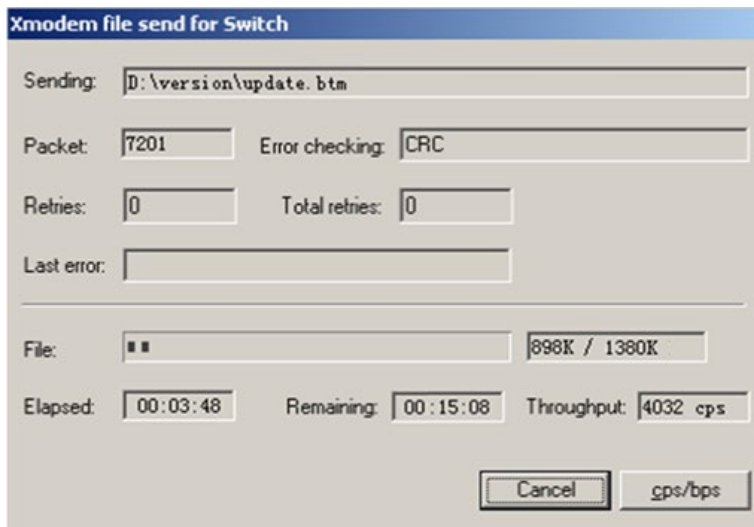 Xmodem file send for Switch
Sending: D:\version\update.btm
Packet: 7201 Error checking: CRC
Retries: 0 Total retries: 0
Last error:
File: 898K / 1380K
Elapsed: 00:03:48 Remaining: 00:15:08 Throughput: 4032 cps
Cancel cps/bps